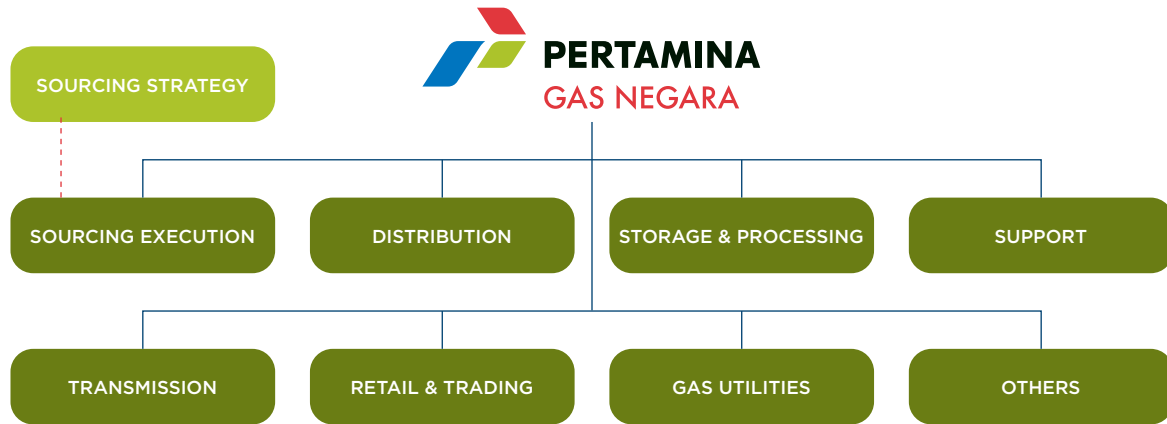 PERTAMINA
GAS NEGARA
SOURCING STRATEGY
SOURCING EXECUTION
DISTRIBUTION
STORAGE & PROCESSING
SUPPORT
TRANSMISSION
RETAIL & TRADING
GAS UTILITIES
OTHERS